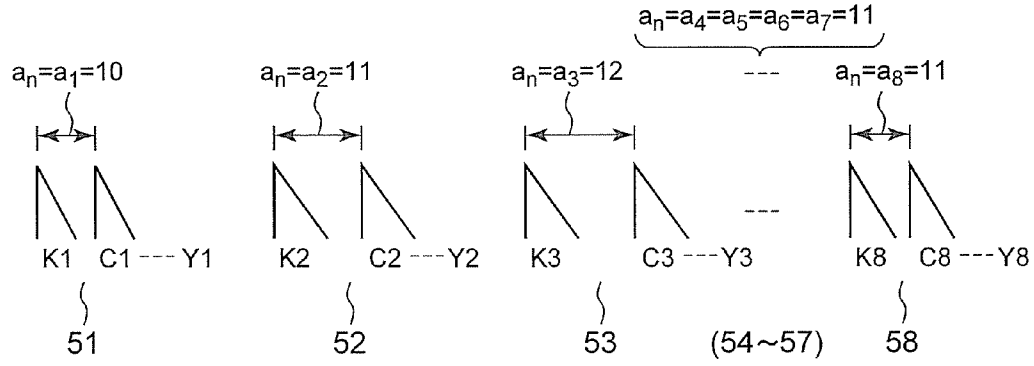 aₙ=a₄=a₅=a₆=a₇=11
aₙ=a₁=10 aₙ=a₂=11 aₙ=a₃=12 --- aₙ=a₈=11
---
K1 C1 ---- Y1 K2 C2 ---- Y2 K3 C3 --- Y3 K8 C8 ---- Y8
51 52 53 (54~57) 58